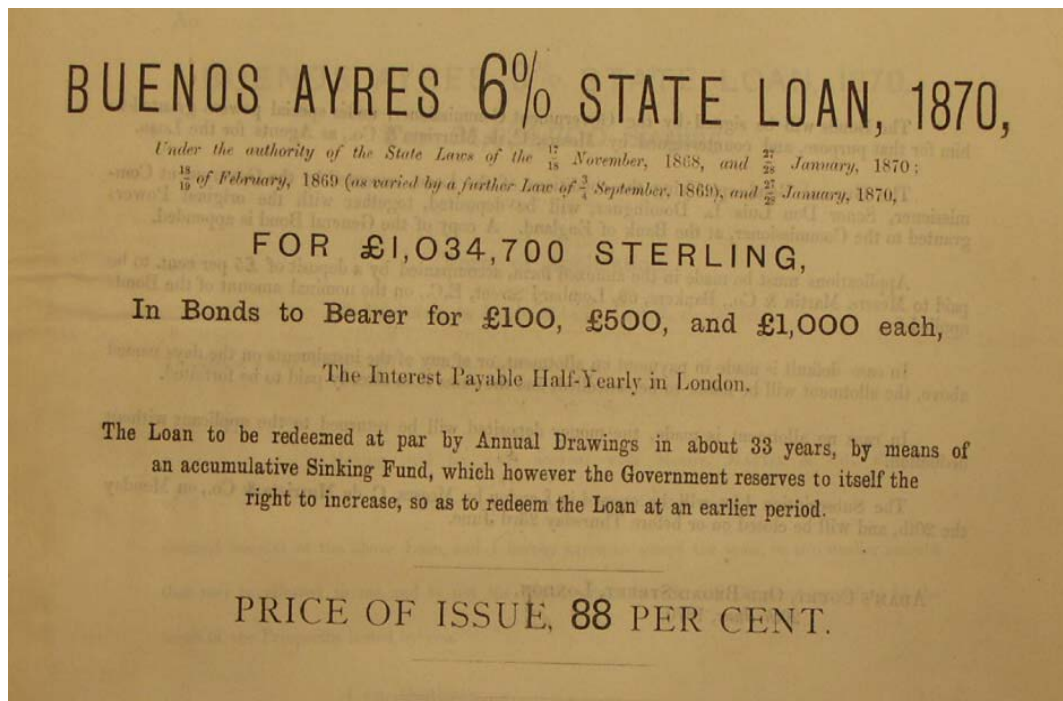 BUENOS AYRES 6% STATE LOAN, 1870,
Under the authority of the State Laws of the 17/18 November, 1868, and 27/28 January, 1870;
18/19 of February, 1869 (as varied by a further Law of 3/4 September, 1869), and 27/28 January, 1870,
FOR £1,034,700 STERLING,
In Bonds to Bearer for £100, £500, and £1,000 each,
The Interest Payable Half-Yearly in London.
The Loan to be redeemed at par by Annual Drawings in about 33 years, by means of
an accumulative Sinking Fund, which however the Government reserves to itself the
right to increase, so as to redeem the Loan at an earlier period.
PRICE OF ISSUE, 88 PER CENT.